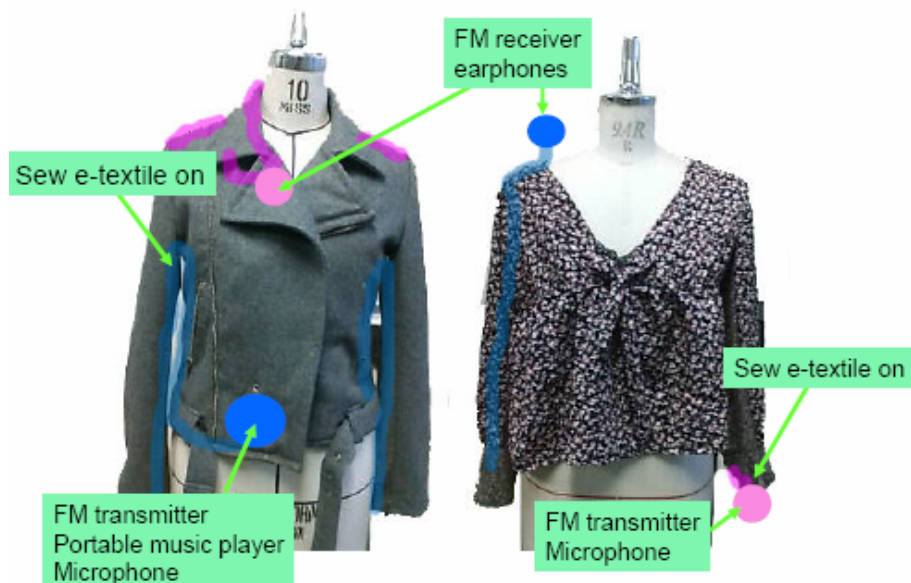 FM receiver
earphones
10
MISS
9AR
Sew e-textile on
Sew e-textile on
FM transmitter
Portable music player
Microphone
FM transmitter
Microphone